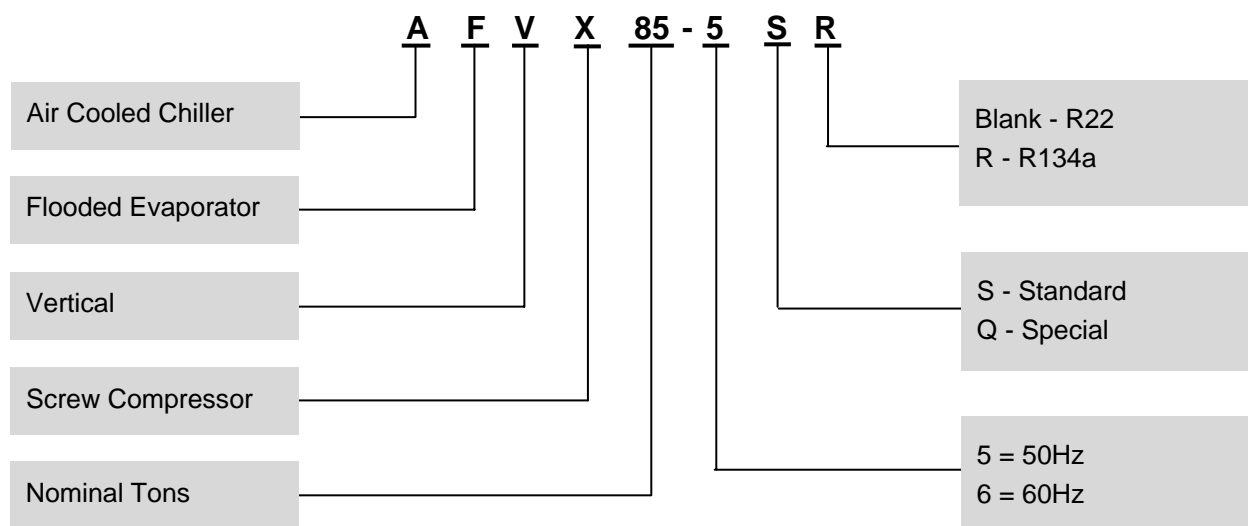 A F V X 85 - 5 S R
Air Cooled Chiller
Flooded Evaporator
Vertical
Screw Compressor
Nominal Tons
Blank - R22
R - R134a
S - Standard
Q - Special
5 = 50Hz
6 = 60Hz